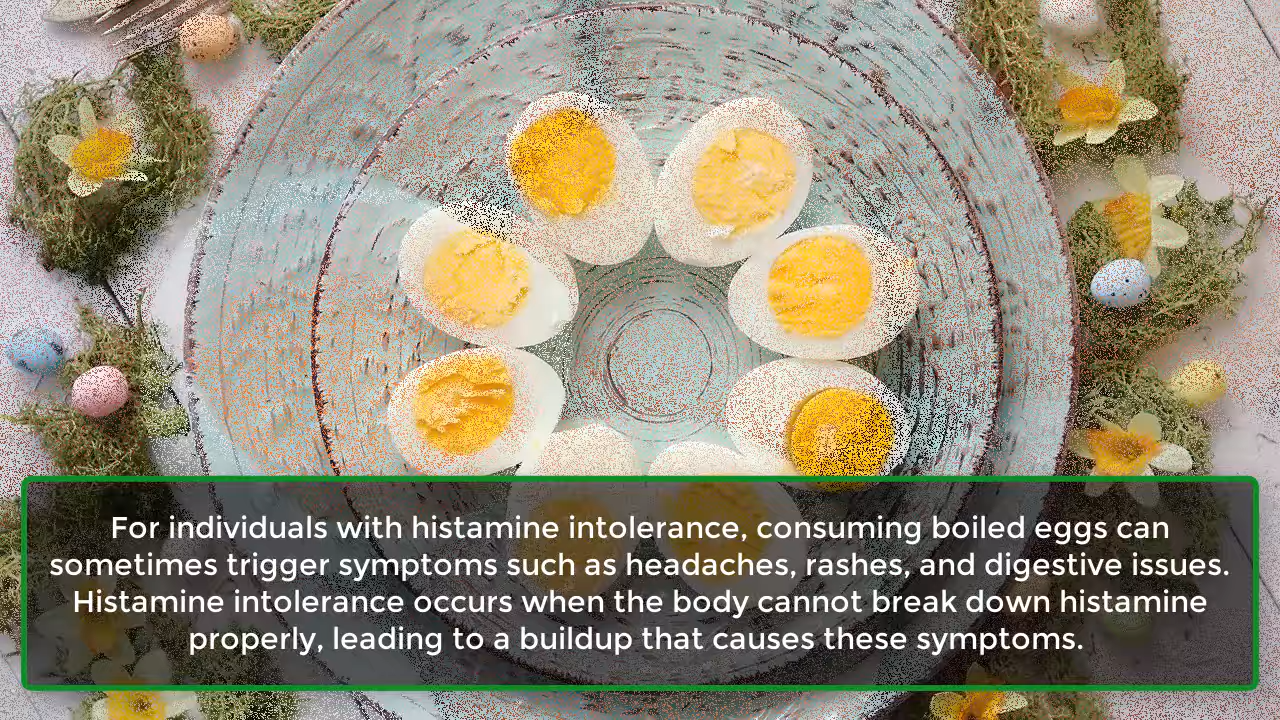 For individuals with histamine intolerance, consuming boiled eggs can
sometimes trigger symptoms such as headaches, rashes, and digestive issues.
Histamine intolerance occurs when the body cannot break down histamine
properly, leading to a buildup that causes these symptoms.